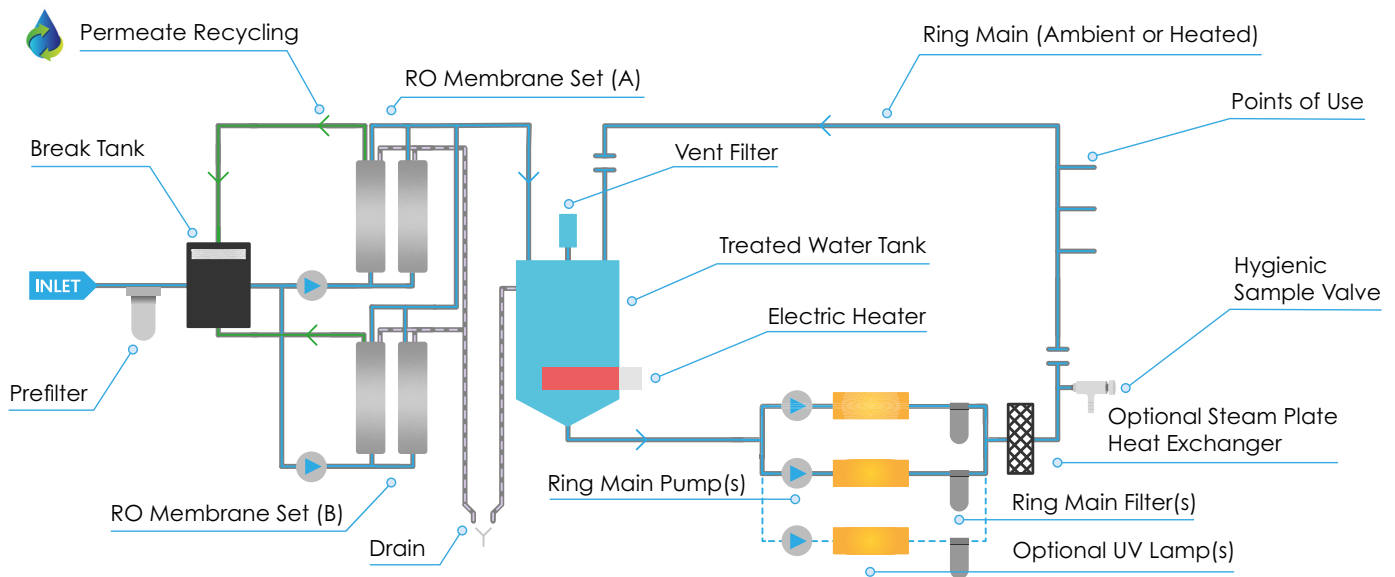 Permeate Recycling
Ring Main (Ambient or Heated)
RO Membrane Set (A)
Points of Use
Break Tank
Vent Filter
Treated Water Tank
Hygienic
Sample Valve
INLET
Electric Heater
Prefilter
Optional Steam Plate
Heat Exchanger
Ring Main Pump(s)
Ring Main Filter(s)
RO Membrane Set (B)
Drain
Optional UV Lamp(s)